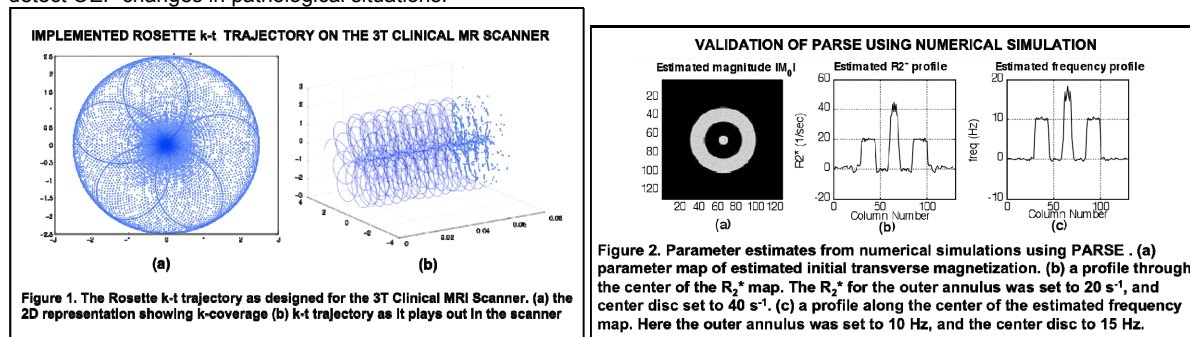 detect OEF changes in pathological situations.
IMPLEMENTED ROSETTE k-t TRAJECTORY ON THE 3T CLINICAL MR SCANNER
(a)
(b)
Figure 1. The Rosette k-t trajectory as designed for the 3T Clinical MRI Scanner. (a) the
2D representation showing k-coverage (b) k-t trajectory as it plays out in the scanner
VALIDATION OF PARSE USING NUMERICAL SIMULATION
Estimated magnitude |M0|
20
40
60
80
100
120
20 40 60 80 100 120
(a)
Estimated R2* profile
R2* (1/sec)
60
40
20
0
-20
0 50 100
Column Number
(b)
Estimated frequency profile
freq (Hz)
20
10
0
-10
0 50 100
Column Number
(c)
Figure 2. Parameter estimates from numerical simulations using PARSE . (a)
parameter map of estimated initial transverse magnetization. (b) a profile through
the center of the R2* map. The R2* for the outer annulus was set to 20 s-1, and
center disc set to 40 s-1. (c) a profile along the center of the estimated frequency
map. Here the outer annulus was set to 10 Hz, and the center disc to 15 Hz.